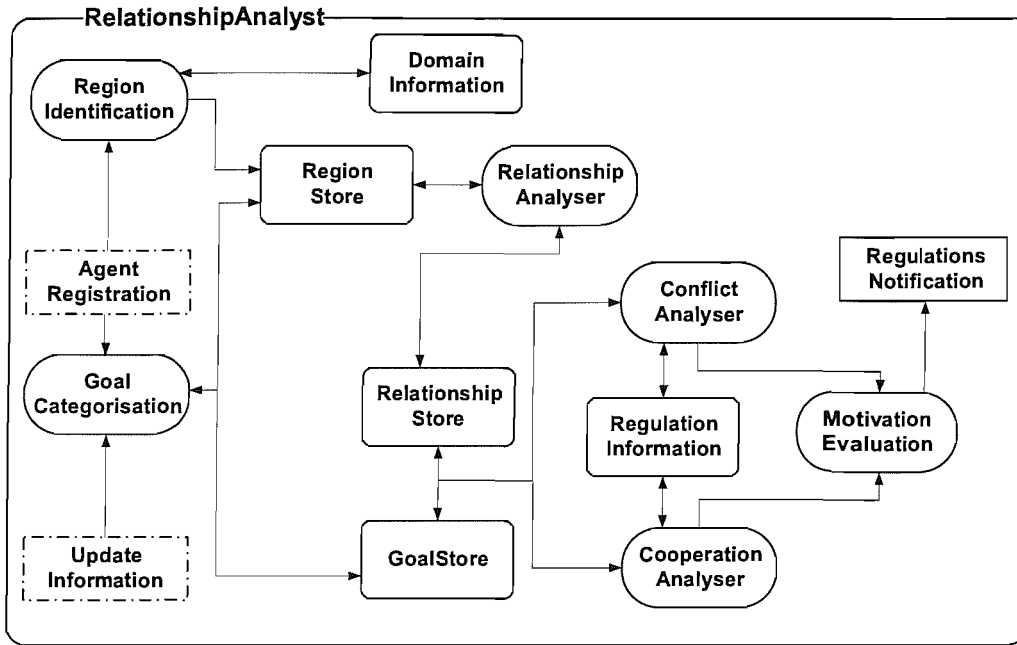 RelationshipAnalyst
Region
Identification
Domain
Information
Region
Store
Relationship
Analyser
Agent
Registration
Conflict
Analyser
Regulations
Notification
Goal
Categorisation
Relationship
Store
Regulation
Information
Motivation
Evaluation
Update
Information
GoalStore
Cooperation
Analyser